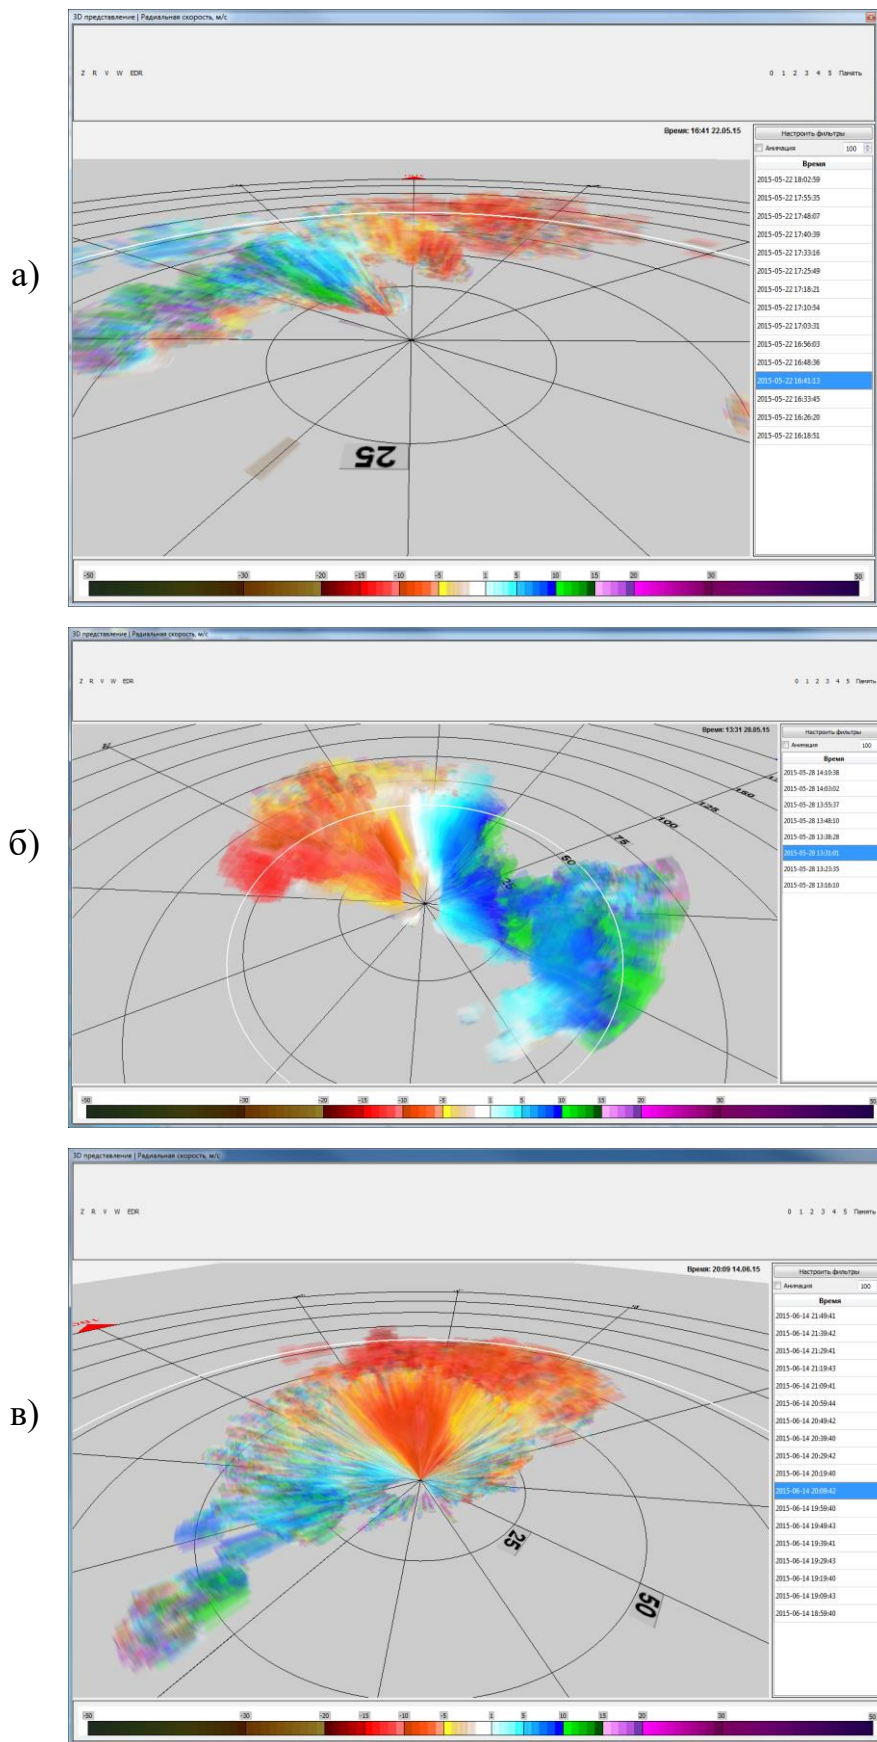 а)
3D представление | Радиальная скорость, м/с
Z R V W EDR
0 1 2 3 4 5 Память
Время: 16:41 22.05.15
Настроить фильтры
Анимация 100
Время
2015-05-22 18:02:59
2015-05-22 17:55:35
2015-05-22 17:48:07
2015-05-22 17:40:39
2015-05-22 17:33:16
2015-05-22 17:25:49
2015-05-22 17:18:21
2015-05-22 17:10:54
2015-05-22 17:03:31
2015-05-22 16:56:03
2015-05-22 16:48:36
2015-05-22 16:41:13
2015-05-22 16:33:45
2015-05-22 16:26:20
2015-05-22 16:18:51
25
-50 -30 -20 -15 -10 -5 1 5 10 15 20 30 50
б)
3D представление | Радиальная скорость, м/с
Z R V W EDR
0 1 2 3 4 5 Память
Время: 13:31 28.05.15
Настроить фильтры
Анимация 100
Время
2015-05-28 14:10:38
2015-05-28 14:03:02
2015-05-28 13:55:37
2015-05-28 13:48:10
2015-05-28 13:38:28
2015-05-28 13:31:01
2015-05-28 13:23:35
2015-05-28 13:16:10
150
125
100
75
50
25
-50 -30 -20 -15 -10 -5 1 5 10 15 20 30 50
в)
3D представление | Радиальная скорость, м/с
Z R V W EDR
0 1 2 3 4 5 Память
Время: 20:09 14.06.15
Настроить фильтры
Анимация 100
Время
2015-06-14 21:49:41
2015-06-14 21:39:42
2015-06-14 21:29:41
2015-06-14 21:19:43
2015-06-14 21:09:41
2015-06-14 20:59:44
2015-06-14 20:49:42
2015-06-14 20:39:40
2015-06-14 20:29:42
2015-06-14 20:19:40
2015-06-14 20:09:42
2015-06-14 19:59:40
2015-06-14 19:49:43
2015-06-14 19:39:41
2015-06-14 19:29:43
2015-06-14 19:19:40
2015-06-14 19:09:43
2015-06-14 18:59:40
25
50
-50 -30 -20 -15 -10 -5 1 5 10 15 20 30 50